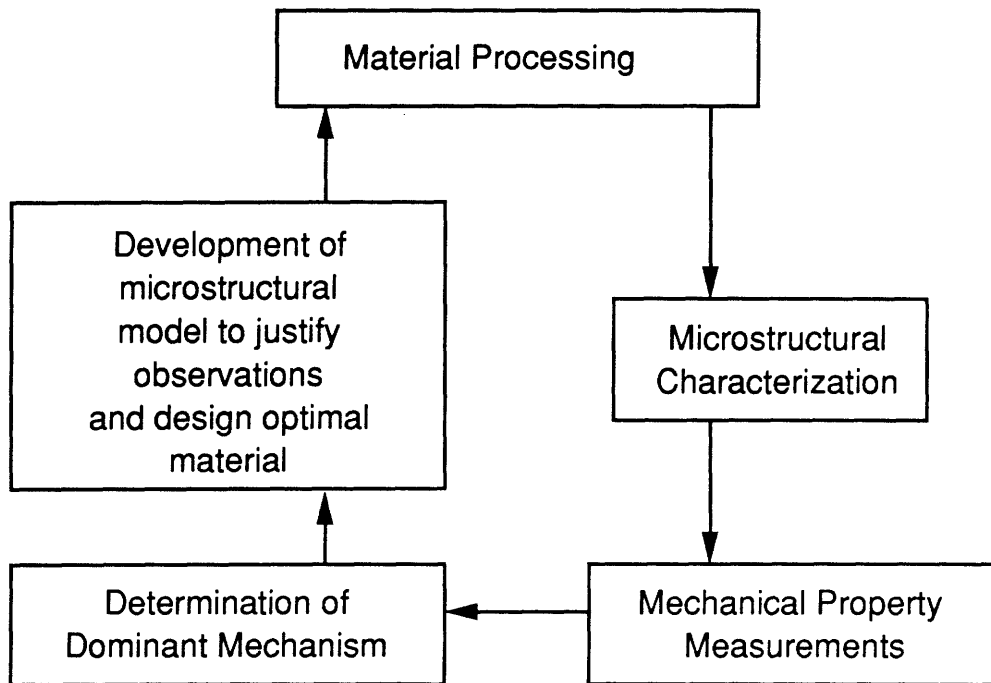 Material Processing
Development of
microstructural
model to justify
observations
and design optimal
material
Microstructural
Characterization
Determination of
Dominant Mechanism
Mechanical Property
Measurements